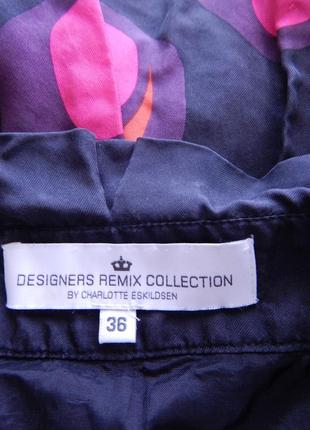 DESIGNERS REMIX COLLECTION
BY CHARLOTTE ESKILDSEN
36